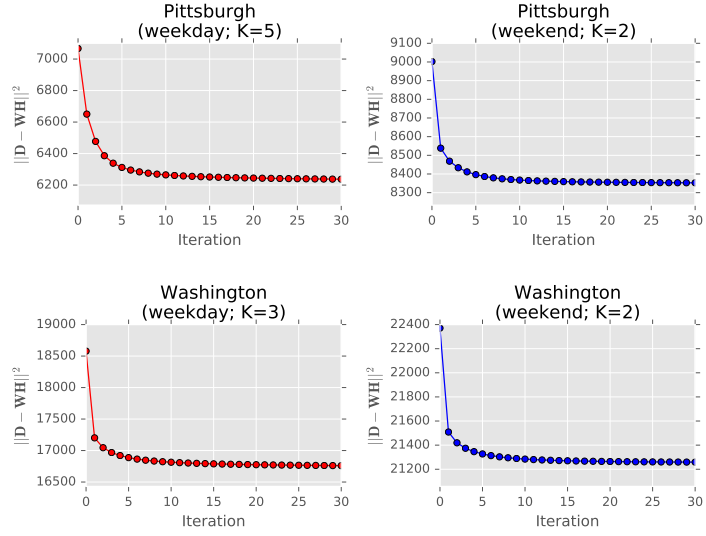 Pittsburgh
(weekday; K=5)
7000
6800
6600
6400
6200
||D − WH||²
0 5 10 15 20 25 30
Iteration
Pittsburgh
(weekend; K=2)
9100
9000
8900
8800
8700
8600
8500
8400
8300
||D − WH||²
0 5 10 15 20 25 30
Iteration
Washington
(weekday; K=3)
19000
18500
18000
17500
17000
16500
||D − WH||²
0 5 10 15 20 25 30
Iteration
Washington
(weekend; K=2)
22400
22200
22000
21800
21600
21400
21200
||D − WH||²
0 5 10 15 20 25 30
Iteration